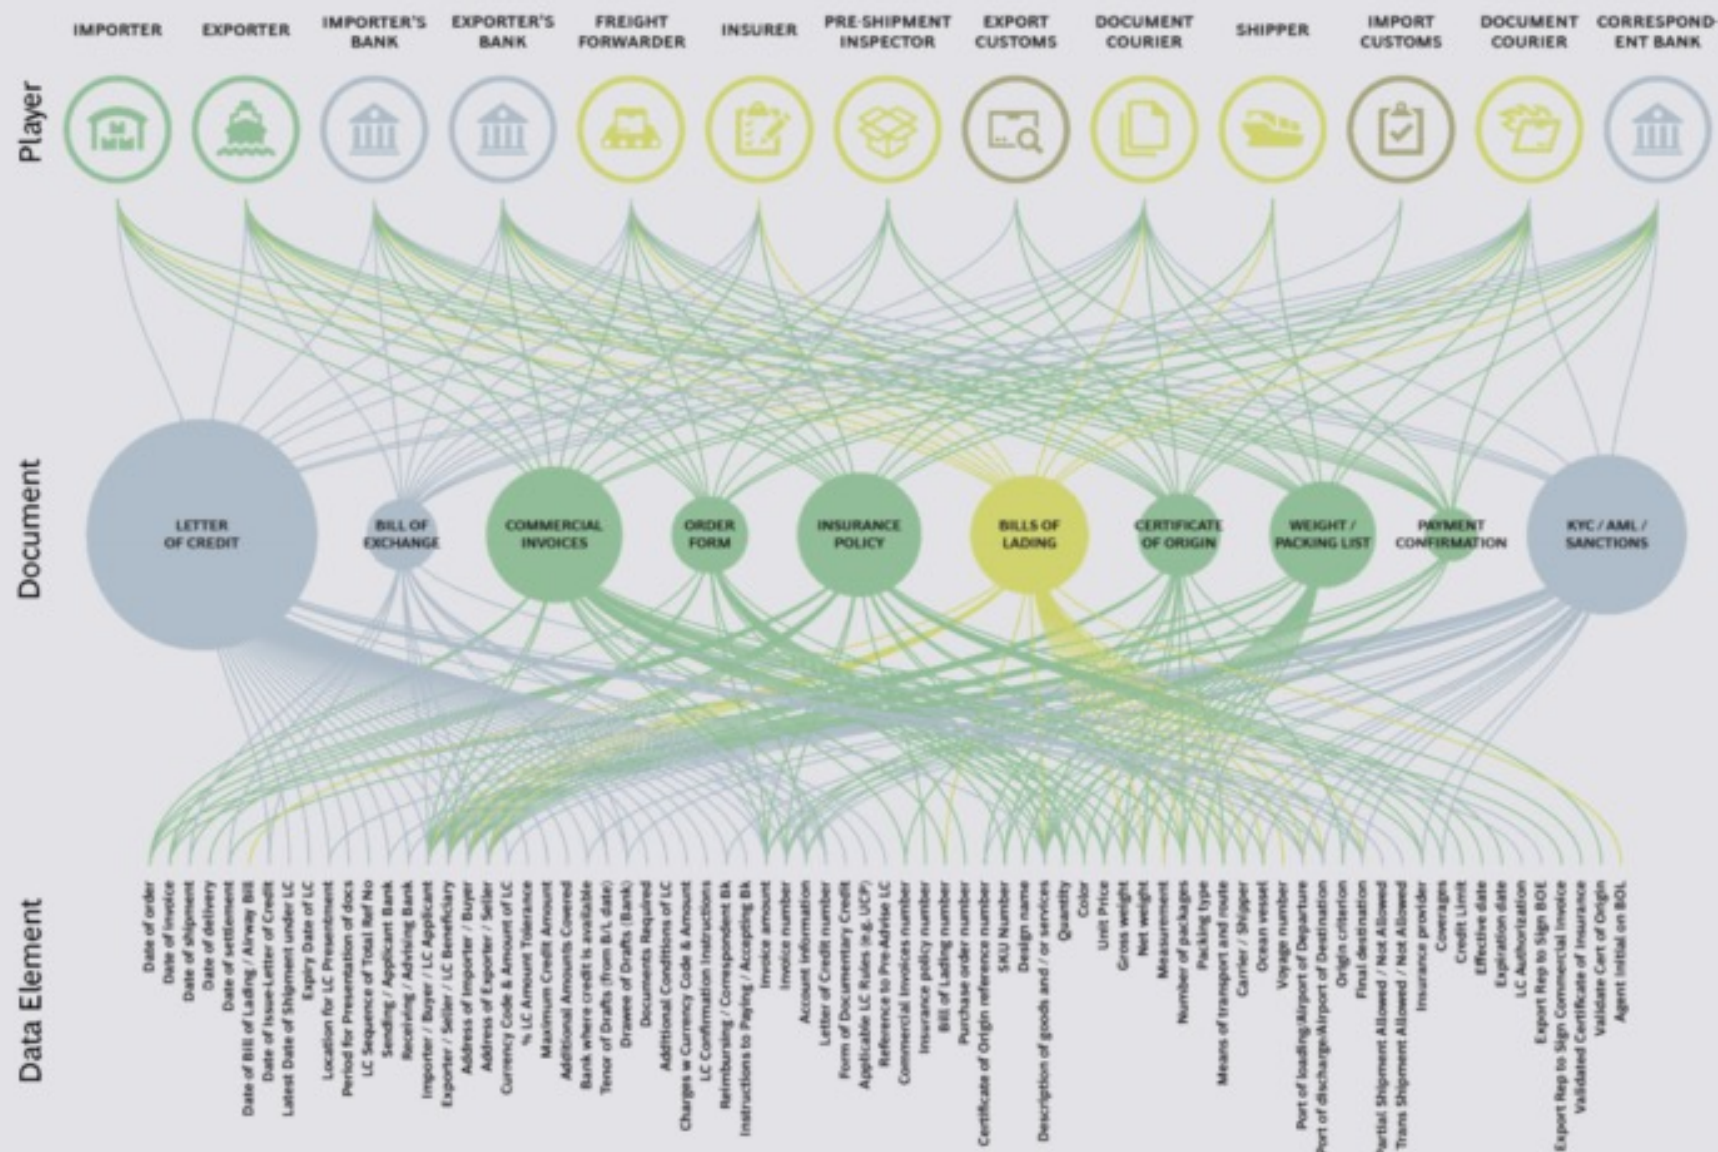 IMPORTER
EXPORTER
IMPORTER'S
BANK
EXPORTER'S
BANK
FREIGHT
FORWARDER
INSURER
PRE-SHIPMENT
INSPECTOR
EXPORT
CUSTOMS
DOCUMENT
COURIER
SHIPPER
IMPORT
CUSTOMS
DOCUMENT
COURIER
CORRESPOND-
ENT BANK
Player
Document
LETTER
OF CREDIT
BILL OF
EXCHANGE
COMMERCIAL
INVOICES
ORDER
FORM
INSURANCE
POLICY
BILLS OF
LADING
CERTIFICATE
OF ORIGIN
WEIGHT /
PACKING LIST
PAYMENT
CONFIRMATION
KYC / AML /
SANCTIONS
Data Element
Date of order
Date of invoice
Date of shipment
Date of delivery
Date of settlement
Date of Bill of Lading / Airway Bill
Date of Issue-Letter of Credit
Latest Date of Shipment under LC
Expiry Date of LC
Location for LC Presentment
Period for Presentation of docs
LC Sequence of Total Ref No
Sending / Applicant Bank
Receiving / Advising Bank
Importer / Buyer / LC Applicant
Exporter / Seller / LC Beneficiary
Address of Importer / Buyer
Address of Exporter / Seller
Currency Code & Amount of LC
% LC Amount Tolerance
Maximum Credit Amount
Additional Amounts Covered
Bank where credit is available
Tenor of Drafts (from B/L date)
Drawee of Drafts (Bank)
Documents Required
Additional Conditions of LC
Charges w Currency Code & Amount
LC Confirmation Instructions
Reimbursing / Correspondent Bk
Instructions to Paying / Accepting Bk
Invoice amount
Invoice number
Account information
Letter of Credit number
Form of Documentary Credit
Applicable LC Rules (e.g. UCP)
Reference to Pre-Advise LC
Commercial Invoices number
Insurance policy number
Bill of Lading number
Purchase order number
Certificate of Origin reference number
SKU Number
Design name
Description of goods and / or services
Quantity
Color
Unit Price
Gross weight
Net weight
Measurement
Number of packages
Packing type
Means of transport and route
Carrier / Shipper
Ocean vessel
Voyage number
Port of loading/Airport of Departure
Port of discharge/Airport of Destination
Origin criterion
Final destination
Partial Shipment Allowed / Not Allowed
Trans Shipment Allowed / Not Allowed
Insurance provider
Coverages
Credit Limit
Effective date
Expiration date
LC Authorization
Export Rep to Sign BOE
Export Rep to Sign Commercial Invoice
Validated Certificate of Insurance
Validate Cert of Origin
Agent Initial on BOL